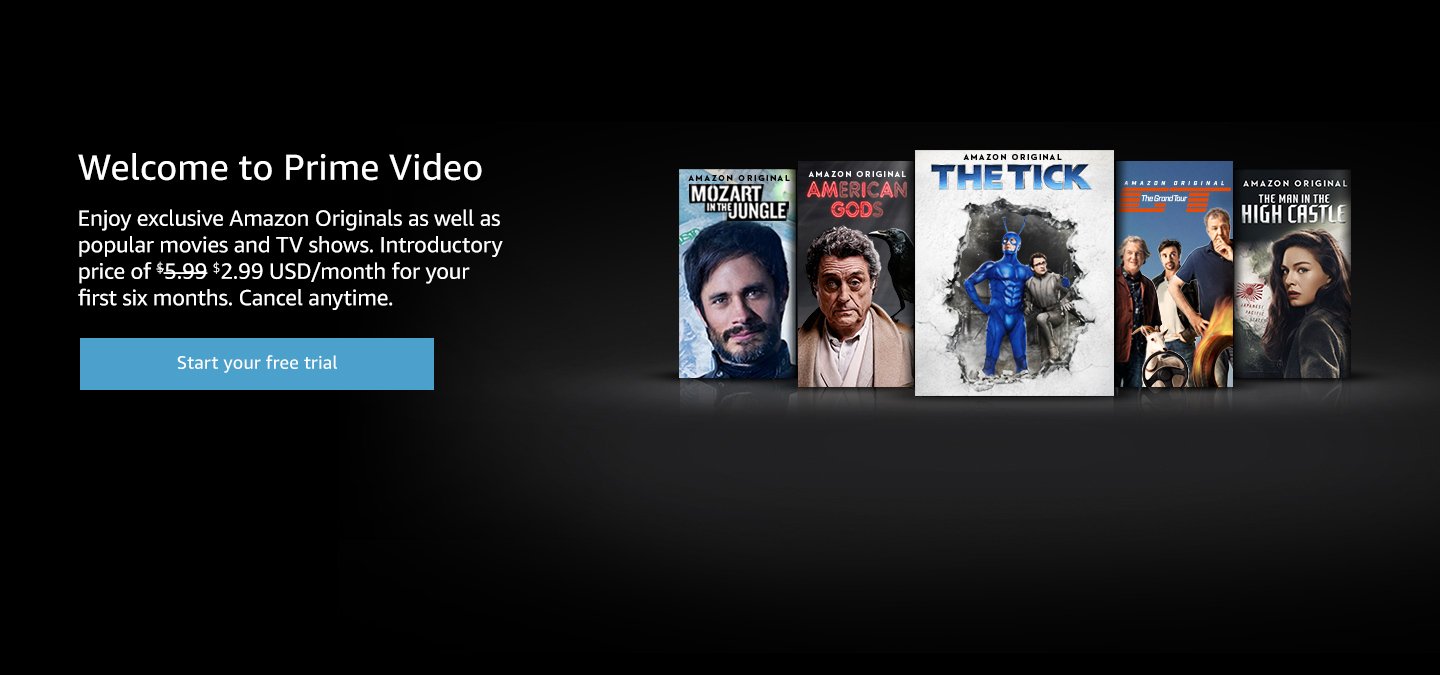 Welcome to Prime Video
Enjoy exclusive Amazon Originals as well as
popular movies and TV shows. Introductory
price of $5.99 $2.99 USD/month for your
first six months. Cancel anytime.
Start your free trial
AMAZON ORIGINAL
MOZART
IN THE JUNGLE
AMAZON ORIGINAL
AMERICAN
GODS
AMAZON ORIGINAL
THE TICK
AMAZON ORIGINAL
The Grand Tour
AMAZON ORIGINAL
THE MAN IN THE
HIGH CASTLE
JAPANESE
PACIFIC
STATES